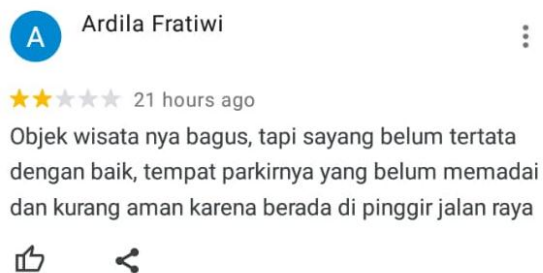 A
Ardila Fratiwi
21 hours ago
Objek wisata nya bagus, tapi sayang belum tertata
dengan baik, tempat parkirnya yang belum memadai
dan kurang aman karena berada di pinggir jalan raya